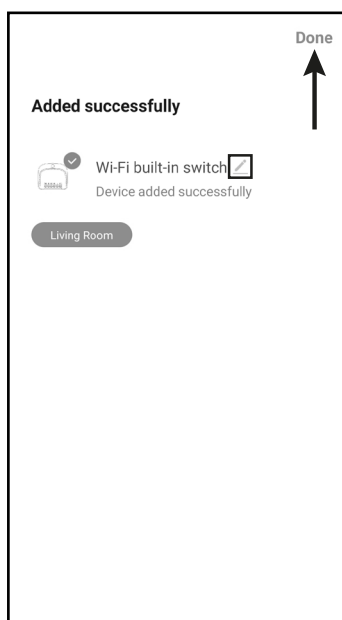 Done
Added successfully
Wi-Fi built-in switch
Device added successfully
Living Room